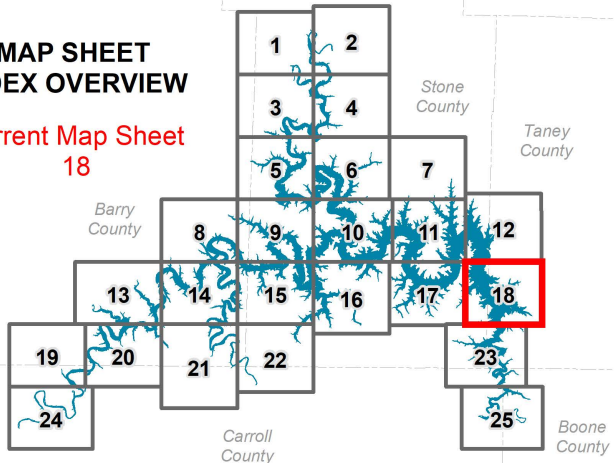 MAP SHEET
DEX OVERVIEW
rrent Map Sheet
18
1
2
Stone
County
3
4
Taney
County
5
6
7
Barry
County
8
9
10
11
12
13
14
15
16
17
18
19
20
21
22
23
24
25
Carroll
County
Boone
County